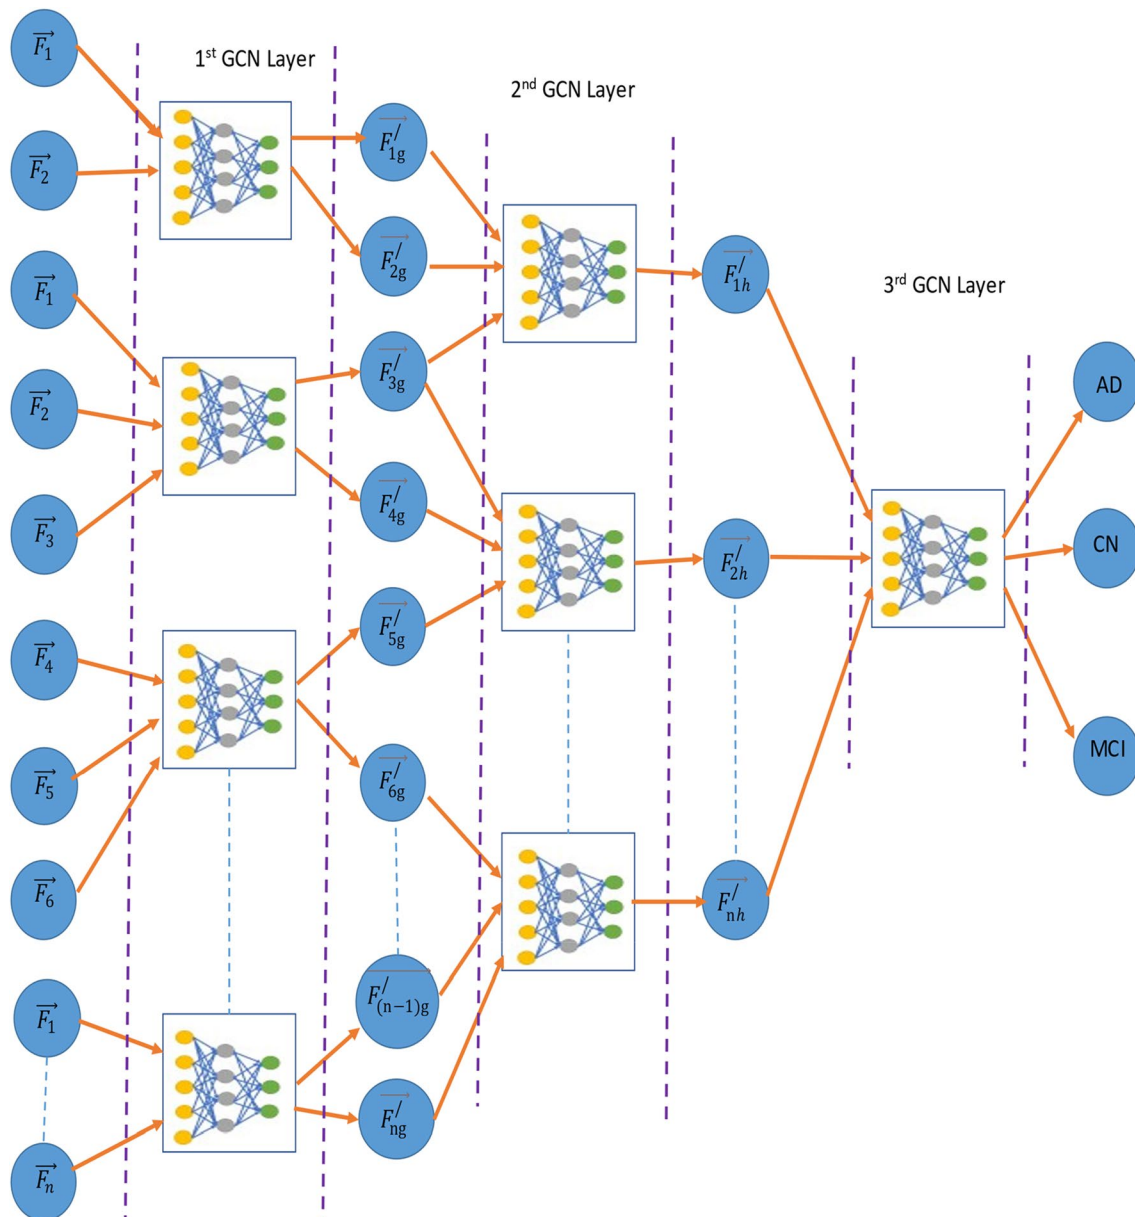 1st GCN Layer
2nd GCN Layer
3rd GCN Layer
F1
F2
F1
F2
F3
F4
F5
F6
F1
Fn
F/1g
F/2g
F/3g
F/4g
F/5g
F/6g
F/(n−1)g
F/ng
F/1h
F/2h
F/nh
AD
CN
MCI